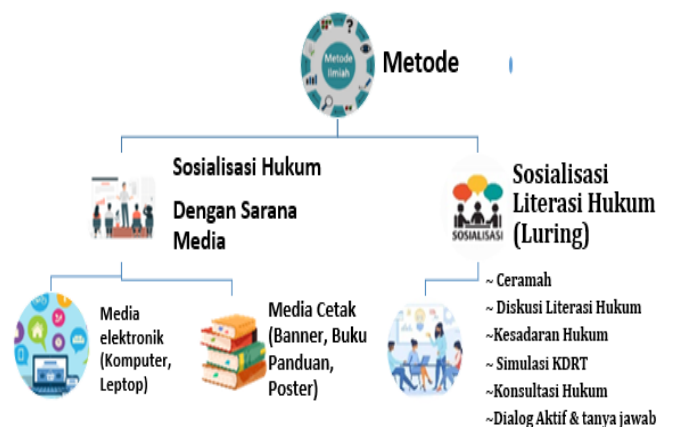 Metode
Ilmiah
Metode
Sosialisasi Hukum
Dengan Sarana
Media
SOSIALISASI
Sosialisasi
Literasi Hukum
(Luring)
Media
elektronik
(Komputer,
Leptop)
Media Cetak
(Banner, Buku
Panduan,
Poster)
~ Ceramah
~ Diskusi Literasi Hukum
~Kesadaran Hukum
~ Simulasi KDRT
~Konsultasi Hukum
~Dialog Aktif & tanya jawab